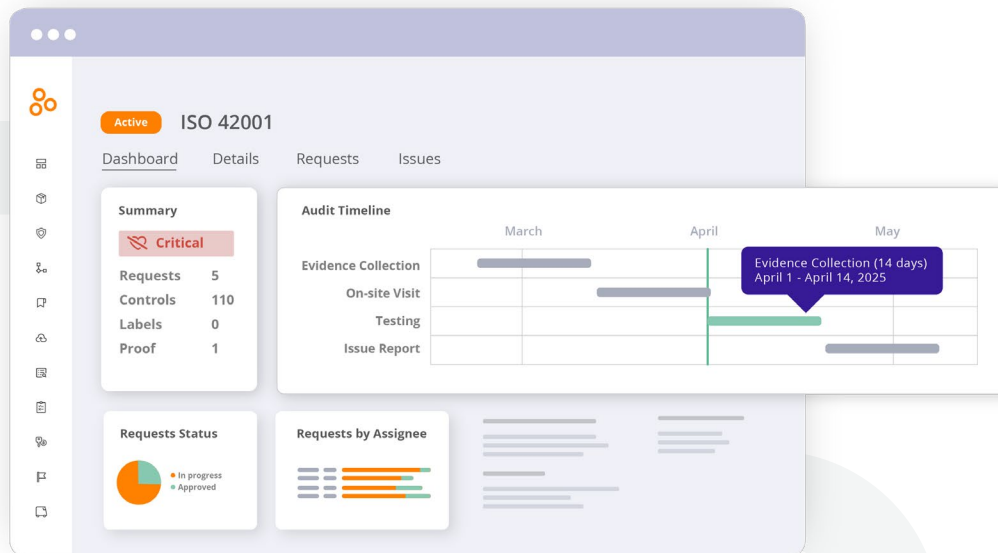 Active ISO 42001
Dashboard Details Requests Issues
Summary
Critical
Requests 5
Controls 110
Labels 0
Proof 1
Audit Timeline
March April May
Evidence Collection
On-site Visit
Testing
Issue Report
Evidence Collection (14 days)
April 1 - April 14, 2025
Requests Status
In progress
Approved
Requests by Assignee